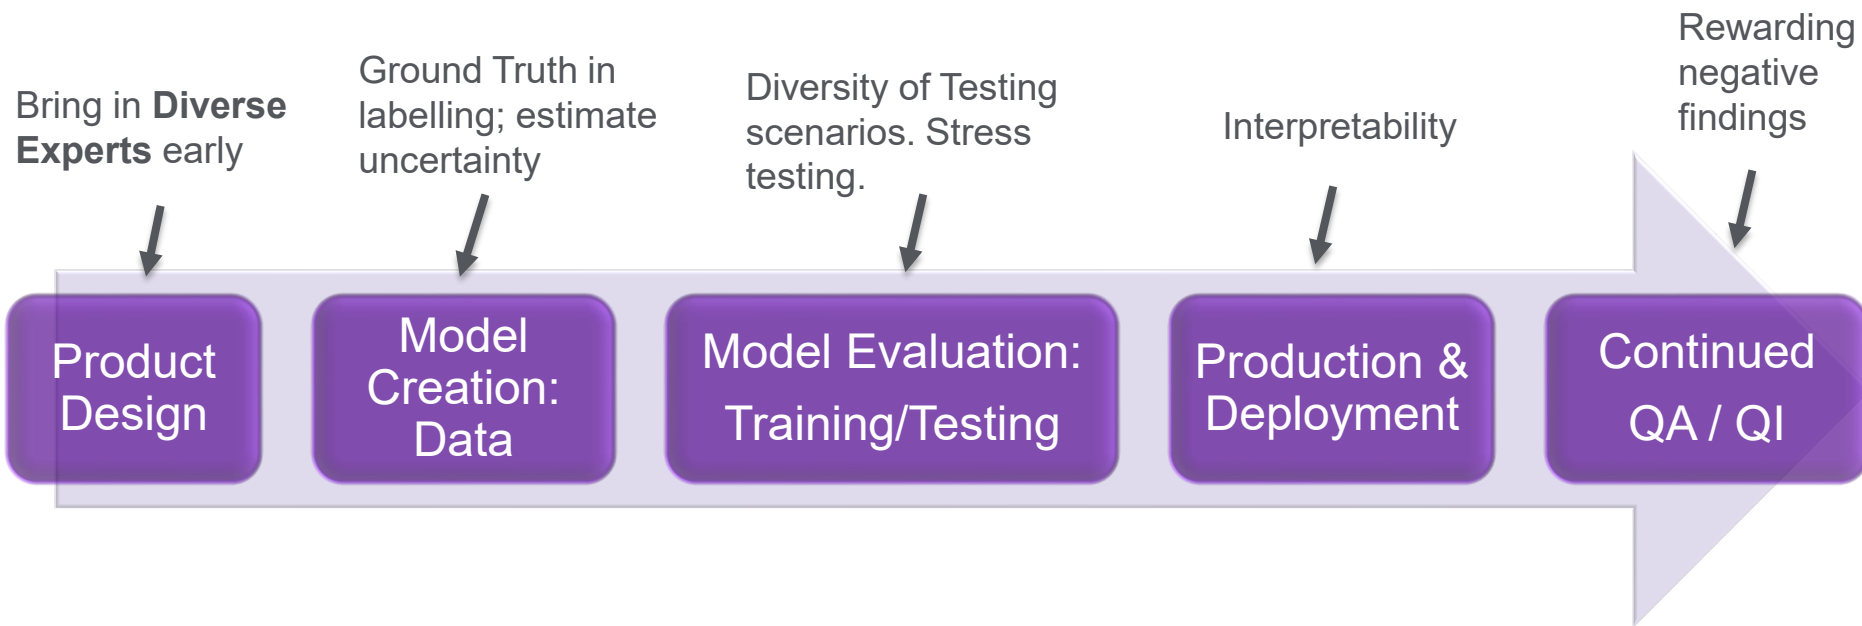 Bring in Diverse
Experts early
Ground Truth in
labelling; estimate
uncertainty
Diversity of Testing
scenarios. Stress
testing.
Interpretability
Rewarding
negative
findings
Product
Design
Model
Creation:
Data
Model Evaluation:
Training/Testing
Production &
Deployment
Continued
QA / QI